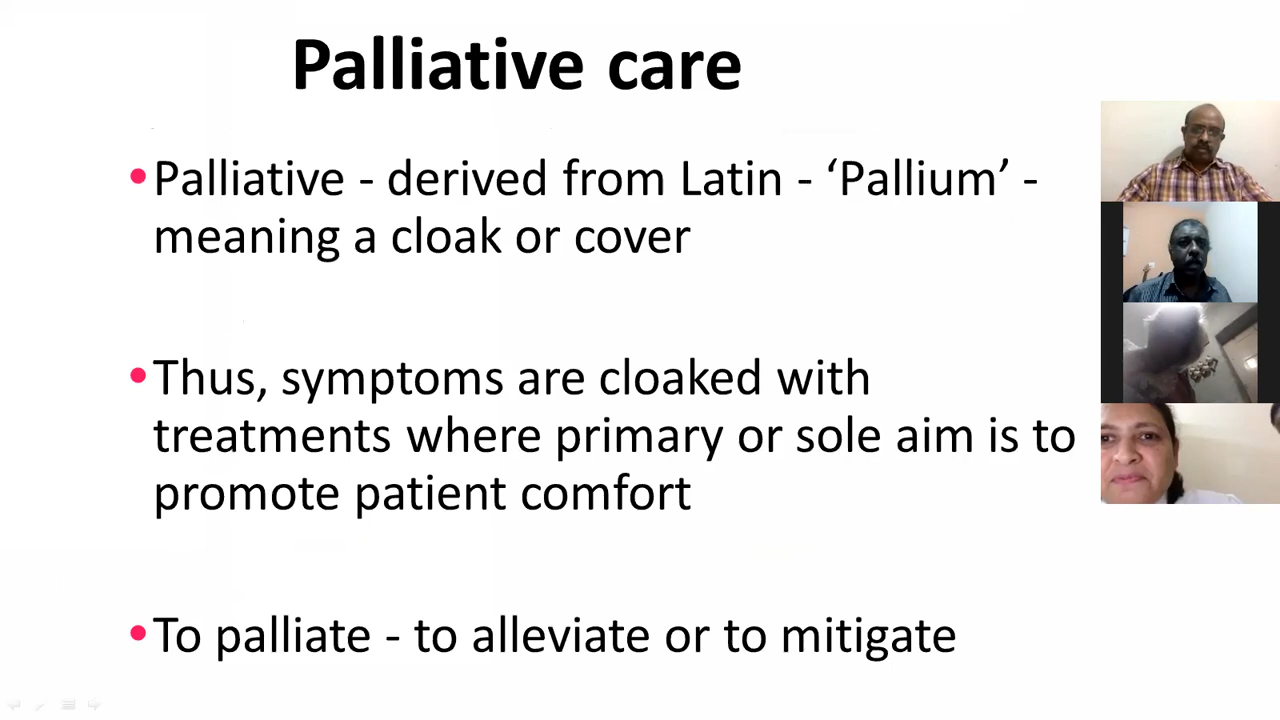 Palliative care
•Palliative - derived from Latin - ‘Pallium’ -
meaning a cloak or cover
•Thus, symptoms are cloaked with
treatments where primary or sole aim is to
promote patient comfort
•To palliate - to alleviate or to mitigate